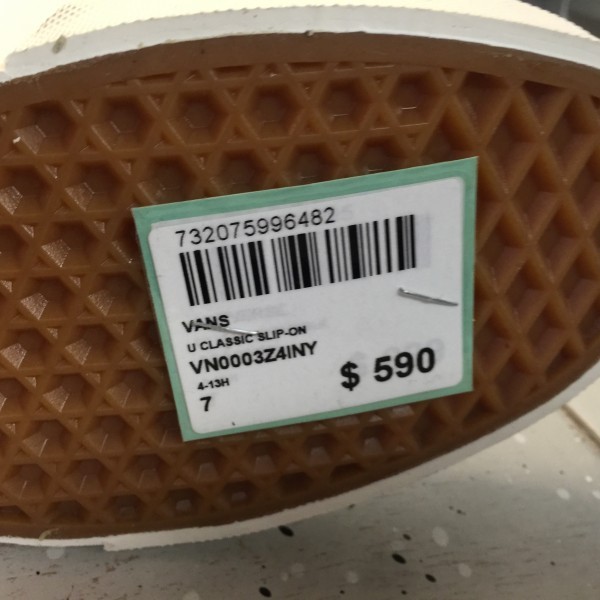 732075996482
VANS
U CLASSIC SLIP-ON
VN0003Z4INY
4-13H
7
$ 590